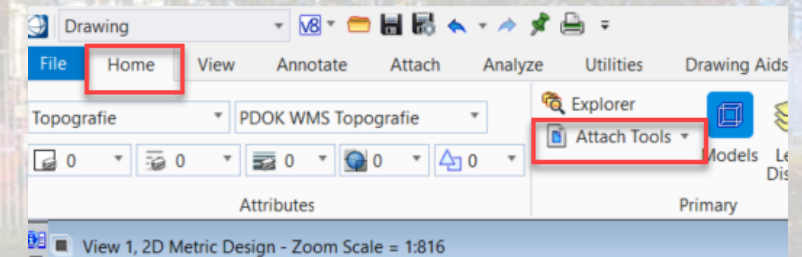 Drawing V8
File Home View Annotate Attach Analyze Utilities Drawing Aids
Topografie PDOK WMS Topografie Explorer
Attach Tools
0 0 0 0 0 Models
Attributes Primary
View 1, 2D Metric Design - Zoom Scale = 1:816